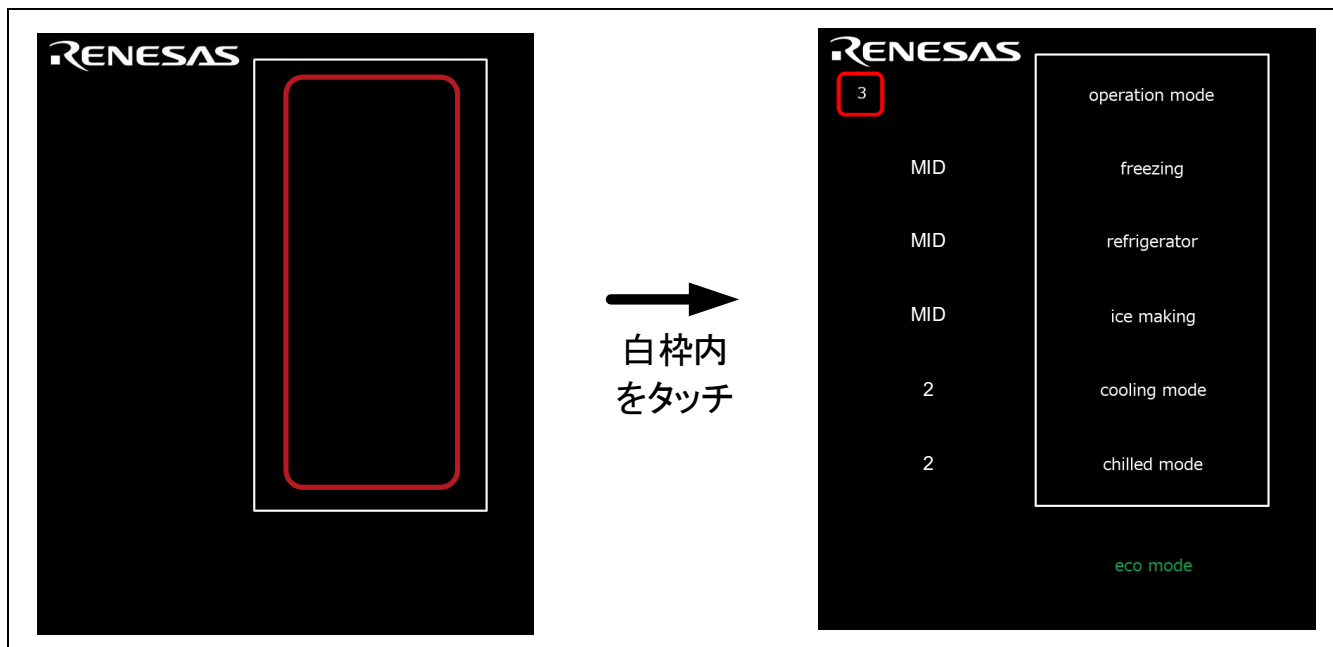 RENESAS
白枠内
をタッチ
RENESAS
3
operation mode
MID
freezing
MID
refrigerator
MID
ice making
2
cooling mode
2
chilled mode
eco mode